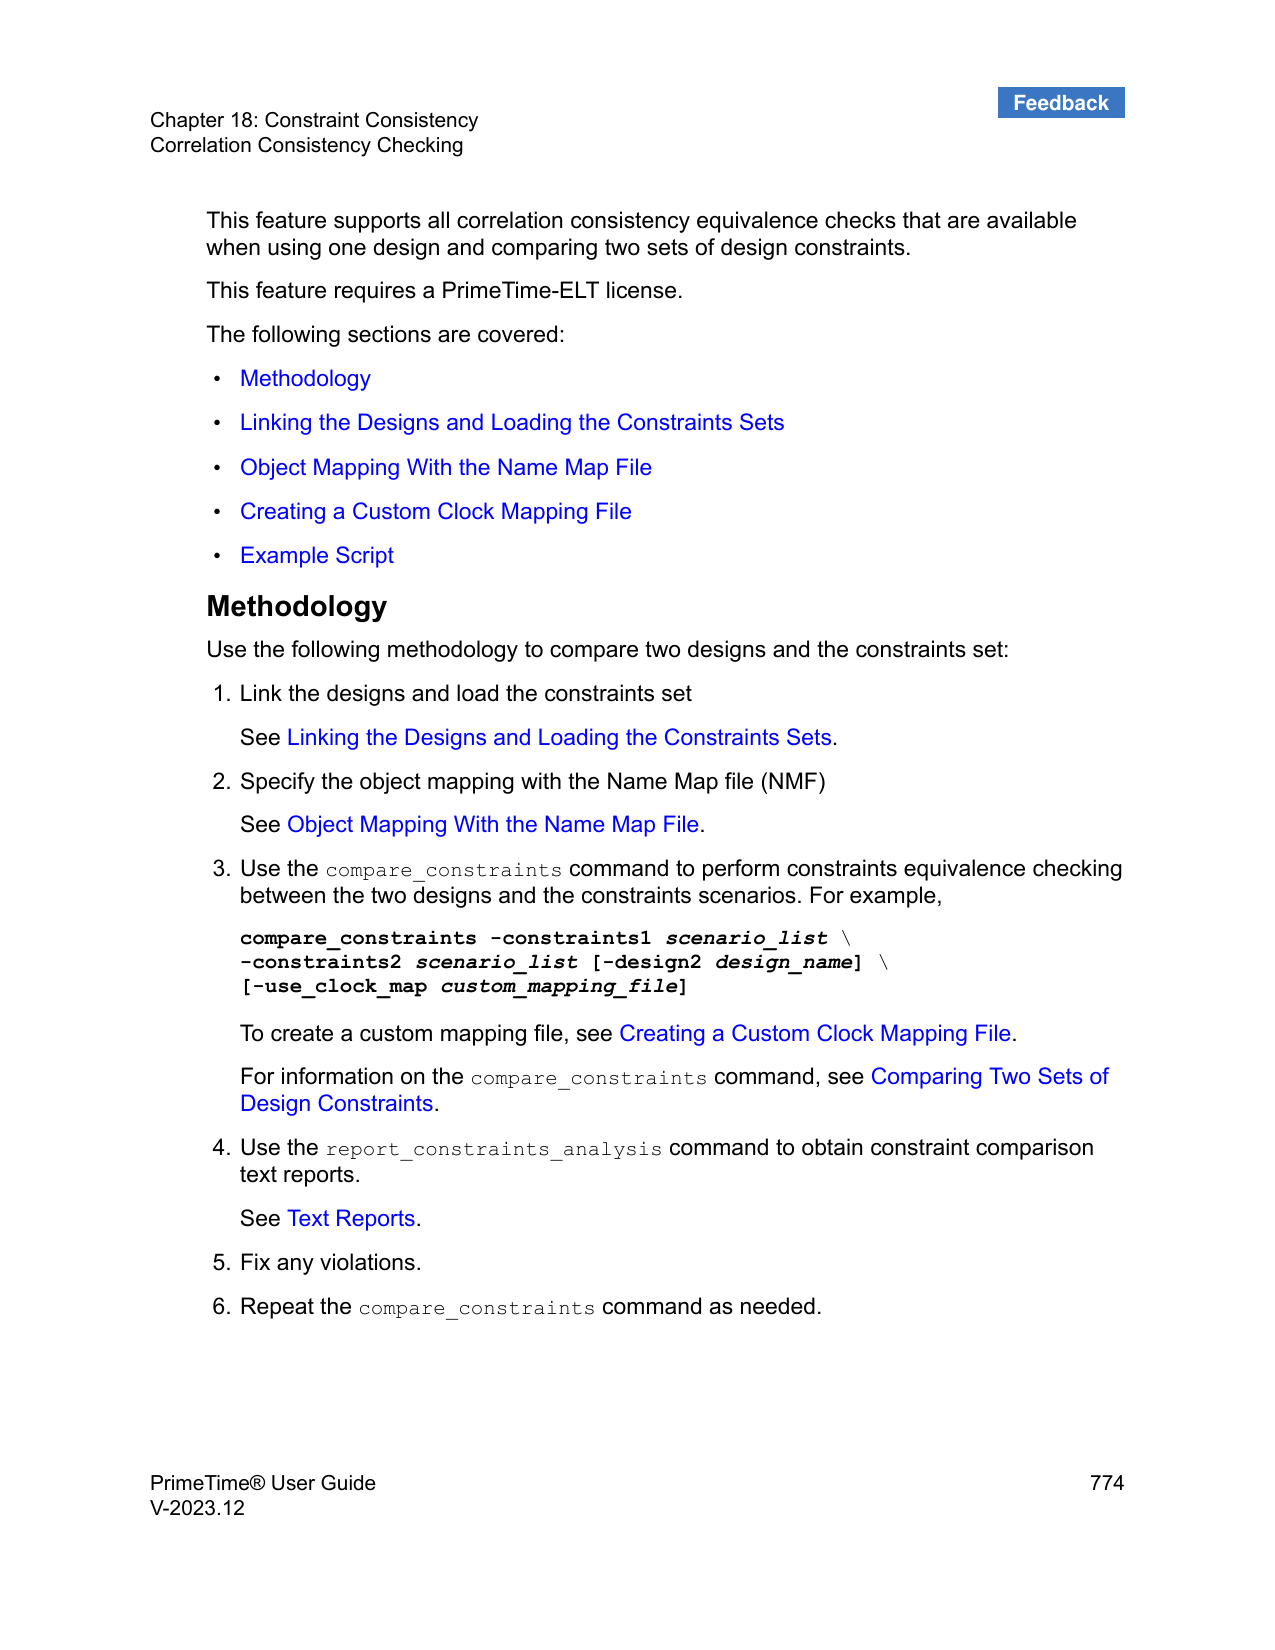 Feedback
Chapter 18: Constraint Consistency
Correlation Consistency Checking
This feature supports all correlation consistency equivalence checks that are available
when using one design and comparing two sets of design constraints.
This feature requires a PrimeTime-ELT license.
The following sections are covered:
• Methodology
• Linking the Designs and Loading the Constraints Sets
• Object Mapping With the Name Map File
• Creating a Custom Clock Mapping File
• Example Script
Methodology
Use the following methodology to compare two designs and the constraints set:
1. Link the designs and load the constraints set
See Linking the Designs and Loading the Constraints Sets.
2. Specify the object mapping with the Name Map file (NMF)
See Object Mapping With the Name Map File.
3. Use the compare_constraints command to perform constraints equivalence checking
between the two designs and the constraints scenarios. For example,
compare_constraints -constraints1 scenario_list \
-constraints2 scenario_list [-design2 design_name] \
[-use_clock_map custom_mapping_file]
To create a custom mapping file, see Creating a Custom Clock Mapping File.
For information on the compare_constraints command, see Comparing Two Sets of
Design Constraints.
4. Use the report_constraints_analysis command to obtain constraint comparison
text reports.
See Text Reports.
5. Fix any violations.
6. Repeat the compare_constraints command as needed.
PrimeTime® User Guide
774
V-2023.12